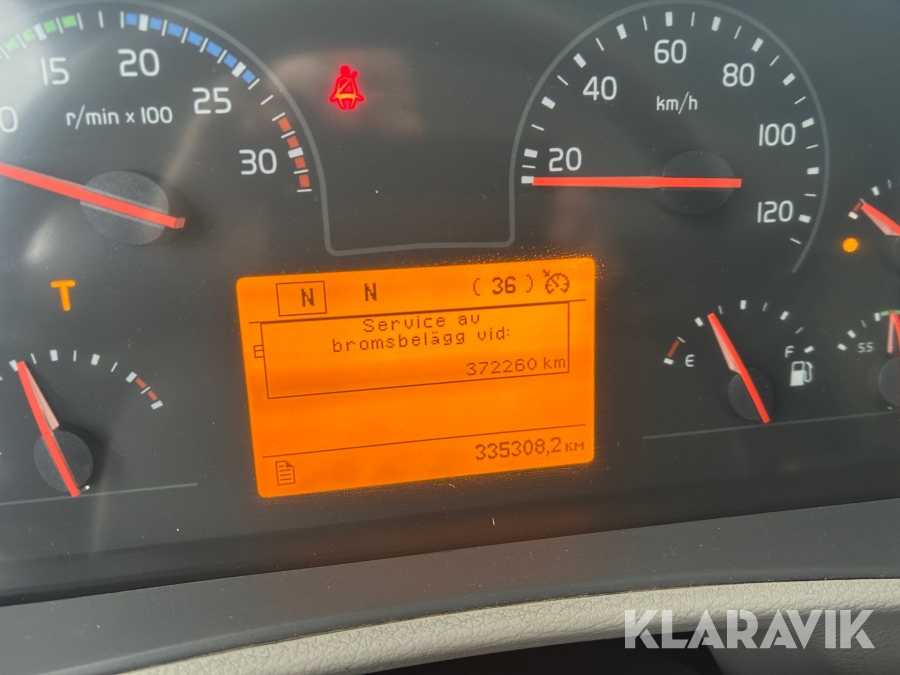 15
20
25
30
r/min x 100
20
40
60
80
100
120
km/h
T
N N (36)
Service av
bromsbelägg vid:
372260 km
335308,2 KM
E
F
55
KLARAVIK